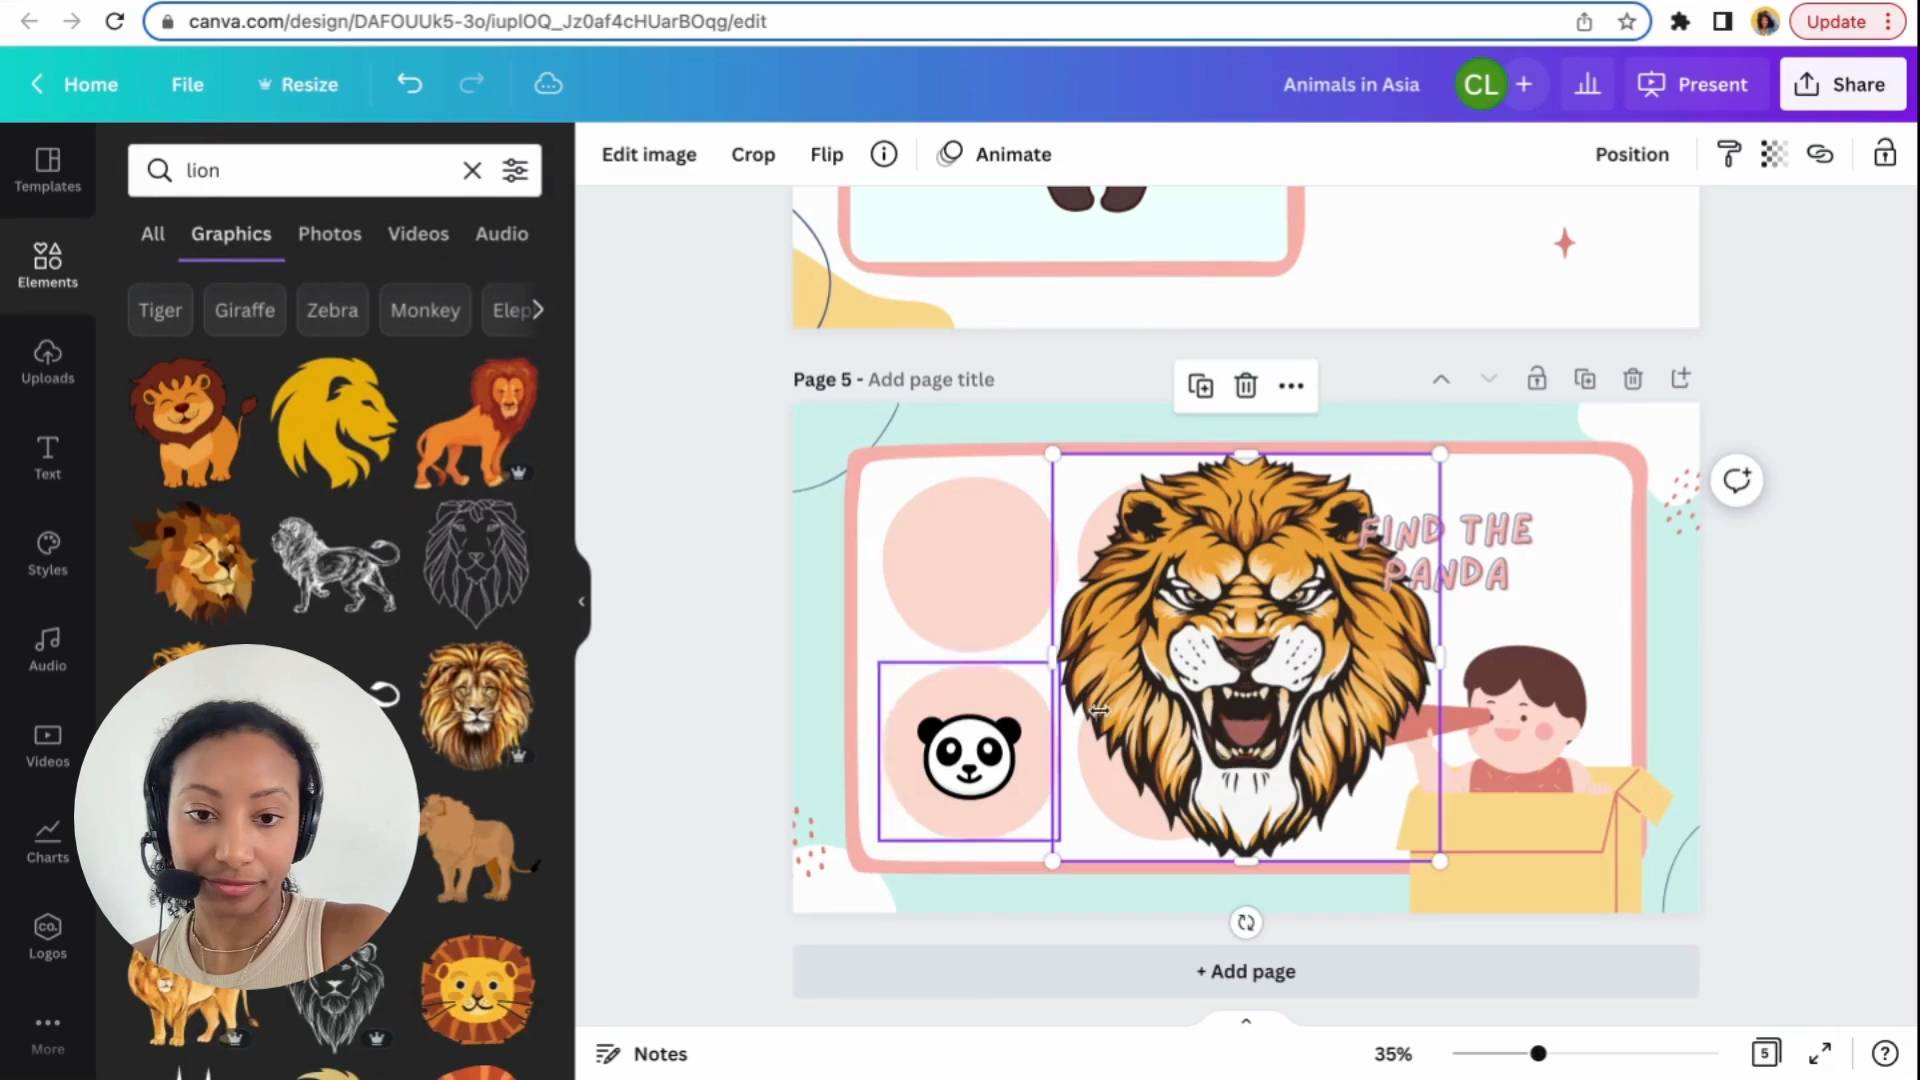 canva.com/design/DAFOUUk5-3o/iuplOQ_Jz0af4cHUarBOqg/edit
Update
Home
File
Resize
Animals in Asia
CL
Present
Share
Templates
Elements
Uploads
Text
Styles
Audio
Videos
Charts
CO.
Logos
More
lion
All
Graphics
Photos
Videos
Audio
Tiger
Giraffe
Zebra
Monkey
Elep
Edit image
Crop
Flip
Animate
Position
Page 5 - Add page title
FIND THE
PANDA
+ Add page
Notes
35%
5